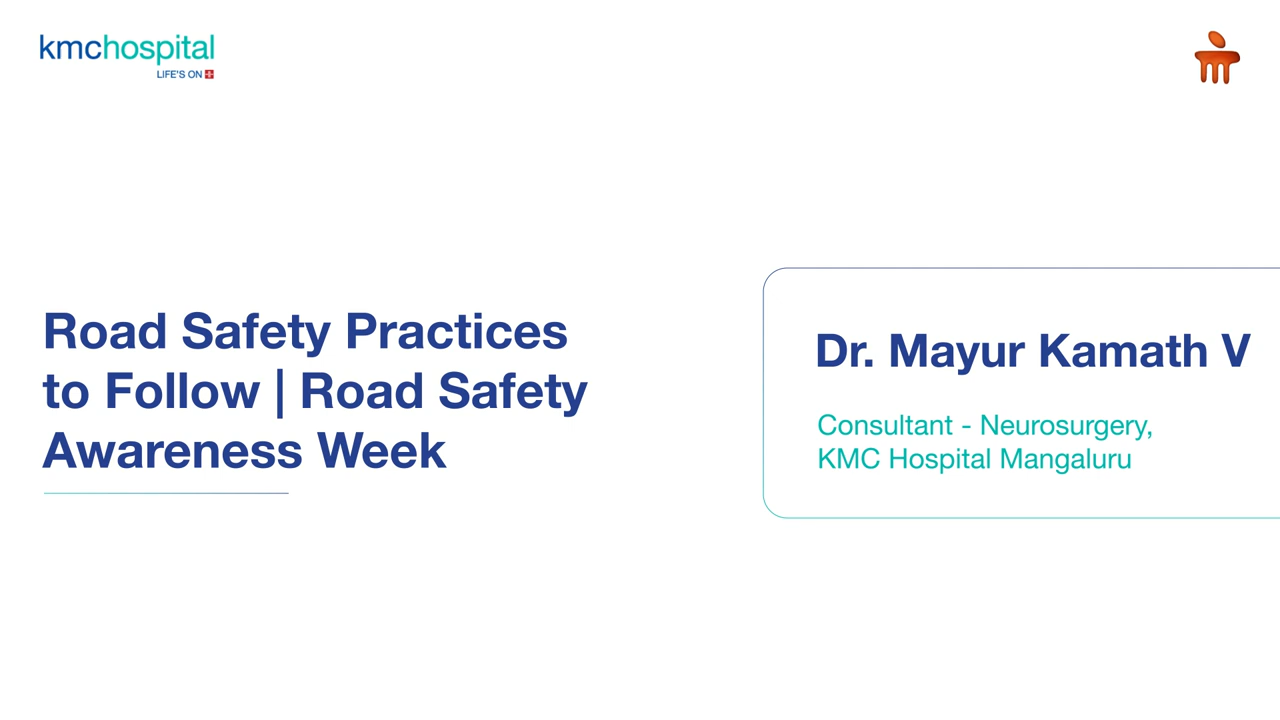 kmchospital
LIFE'S ON
Road Safety Practices
to Follow | Road Safety
Awareness Week
Dr. Mayur Kamath V
Consultant - Neurosurgery,
KMC Hospital Mangaluru